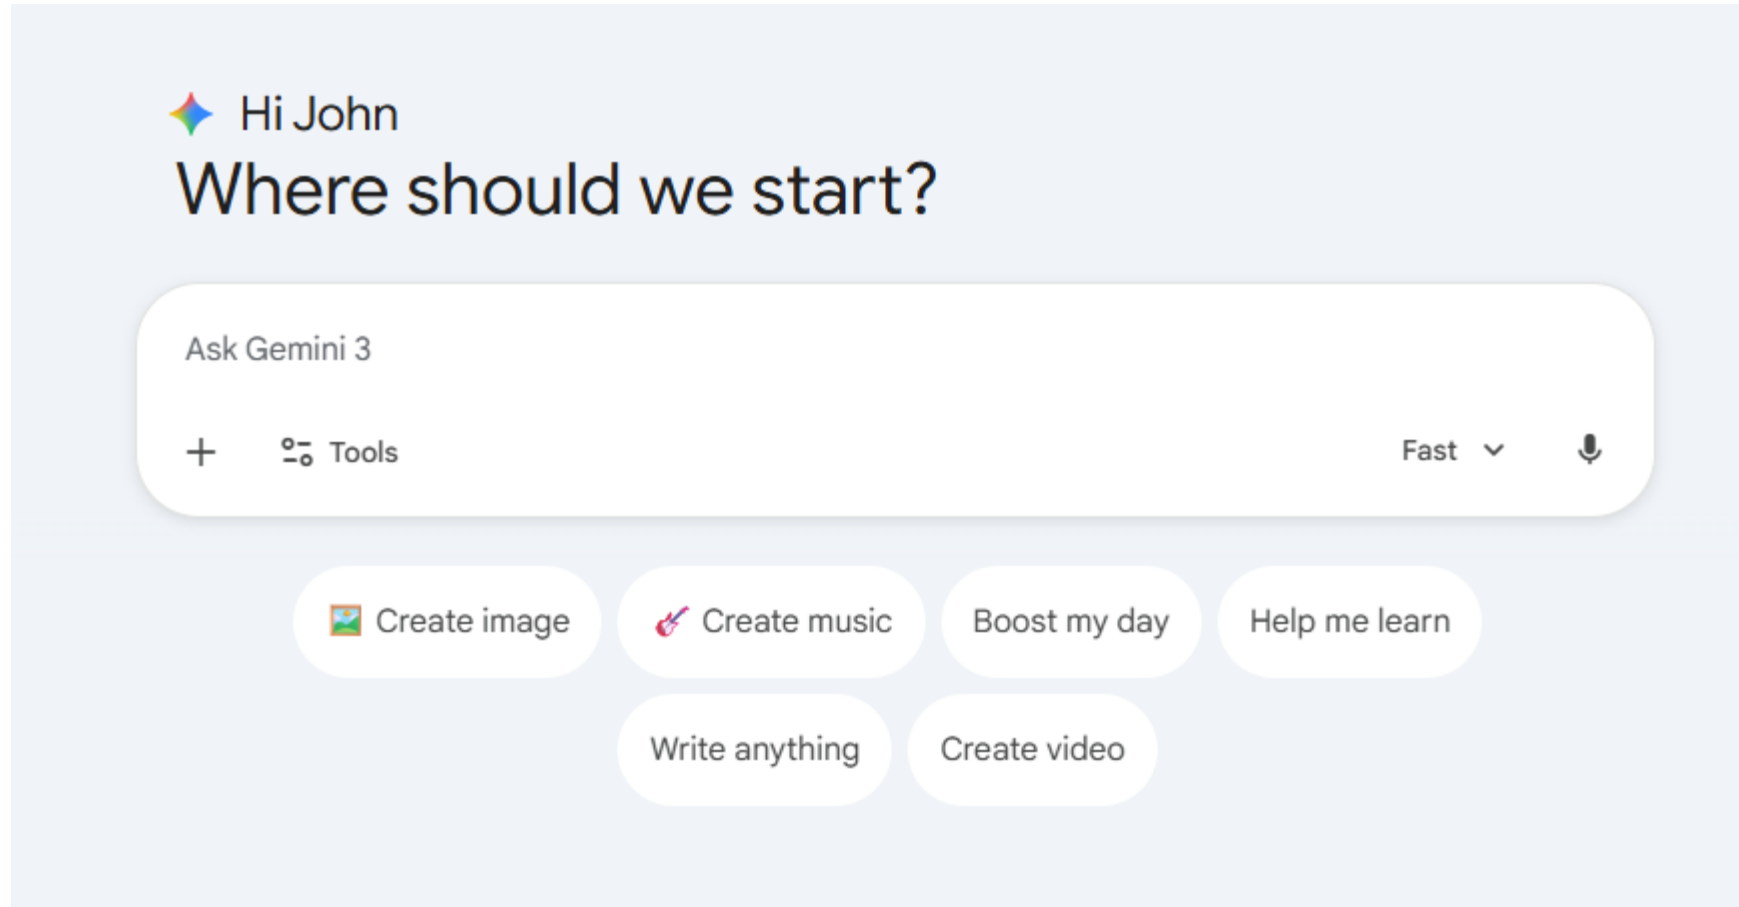 Hi John
Where should we start?
Ask Gemini 3
Tools Fast
Create image Create music Boost my day Help me learn
Write anything Create video